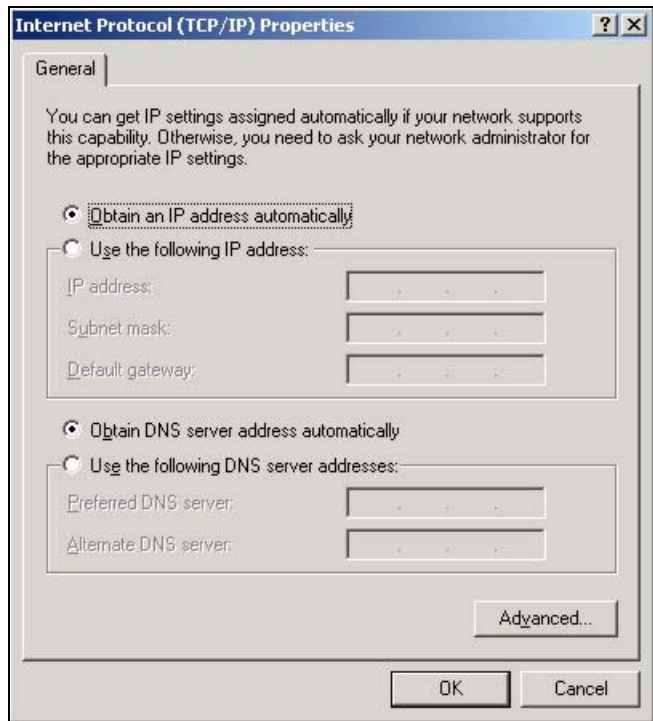 Internet Protocol (TCP/IP) Properties
General
You can get IP settings assigned automatically if your network supports
this capability. Otherwise, you need to ask your network administrator for
the appropriate IP settings.
Obtain an IP address automatically
Use the following IP address:
IP address:
Subnet mask:
Default gateway:
Obtain DNS server address automatically
Use the following DNS server addresses:
Preferred DNS server:
Alternate DNS server:
Advanced...
OK
Cancel